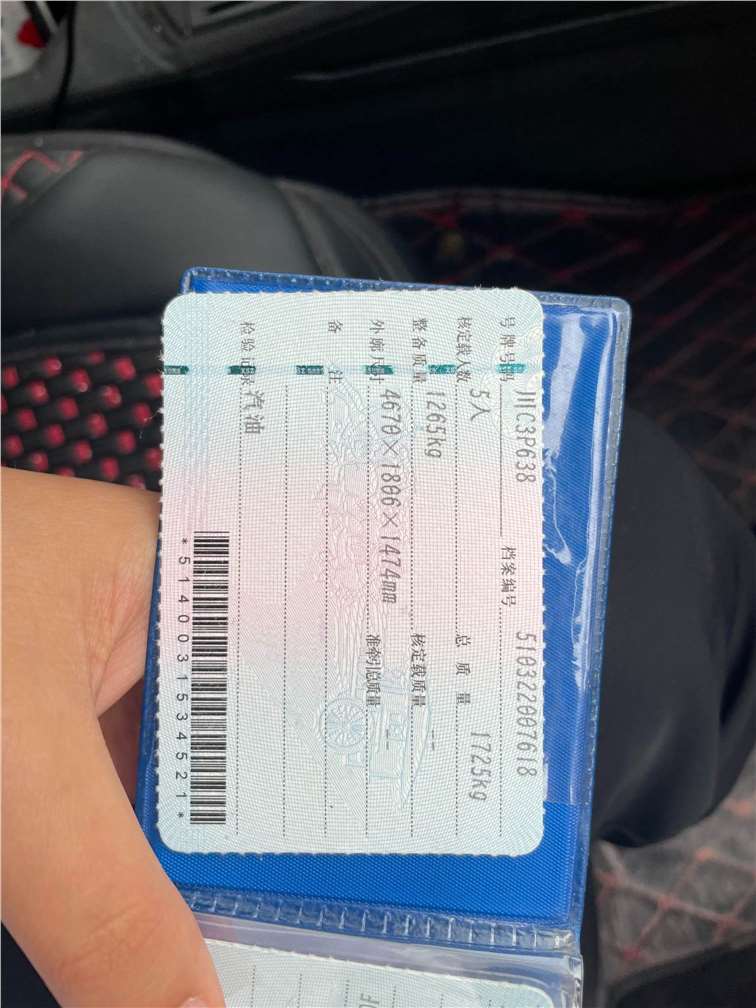 号牌号码 川C3P638 档案编号 510322007618
核定载人数 5人 总质量 1725kg
整备质量 1265kg 核定载质量 --
外廓尺寸 4670×1806×1474mm 准牵引总质量 --
备注
检验记录 汽油
*5140031534521*